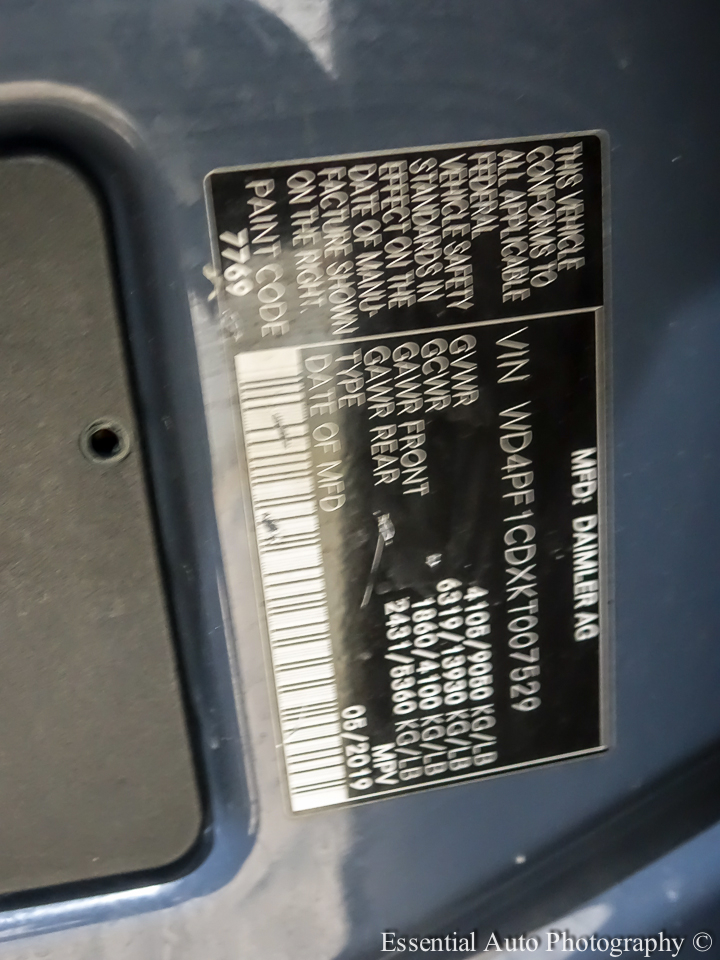 MFD: DAIMLER AG
THIS VEHICLE
CONFORMS TO
ALL APPLICABLE
FEDERAL
VEHICLE SAFETY
STANDARDS IN
EFFECT ON THE
DATE OF MANU-
FACTURE SHOWN
ON THE RIGHT.
PAINT CODE
7769
VIN WD4PF1CDXKT007529
GVWR 4105/9050 KG/LB
GCWR 6319/13930 KG/LB
GAWR FRONT 1860/4100 KG/LB
GAWR REAR 2431/5360 KG/LB
TYPE MPV
DATE OF MFD 05/2019
Essential Auto Photography ©